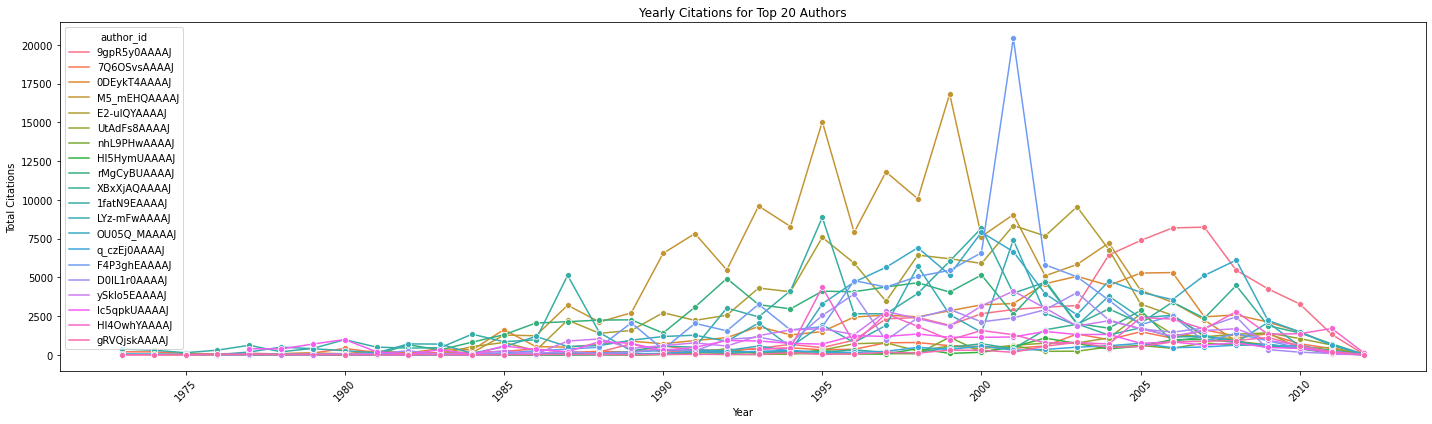 Yearly Citations for Top 20 Authors
Total Citations
20000
17500
15000
12500
10000
7500
5000
2500
0
author_id
9gpR5y0AAAAJ
7Q6OSvsAAAAJ
0DEykT4AAAAJ
M5_mEHQAAAAJ
E2-ulQYAAAAJ
UtAdFs8AAAAJ
nhL9PHwAAAAJ
HI5HymUAAAAJ
rMgCyBUAAAAJ
XBxXjAQAAAAJ
1fatN9EAAAAJ
LYz-mFwAAAAJ
OU05Q_MAAAAJ
q_czEj0AAAAJ
F4P3ghEAAAAJ
D0lL1r0AAAAJ
ySklo5EAAAAJ
Ic5qpkUAAAAJ
HI4OwhYAAAAJ
gRVQjskAAAAJ
1975
1980
1985
1990
1995
2000
2005
2010
Year